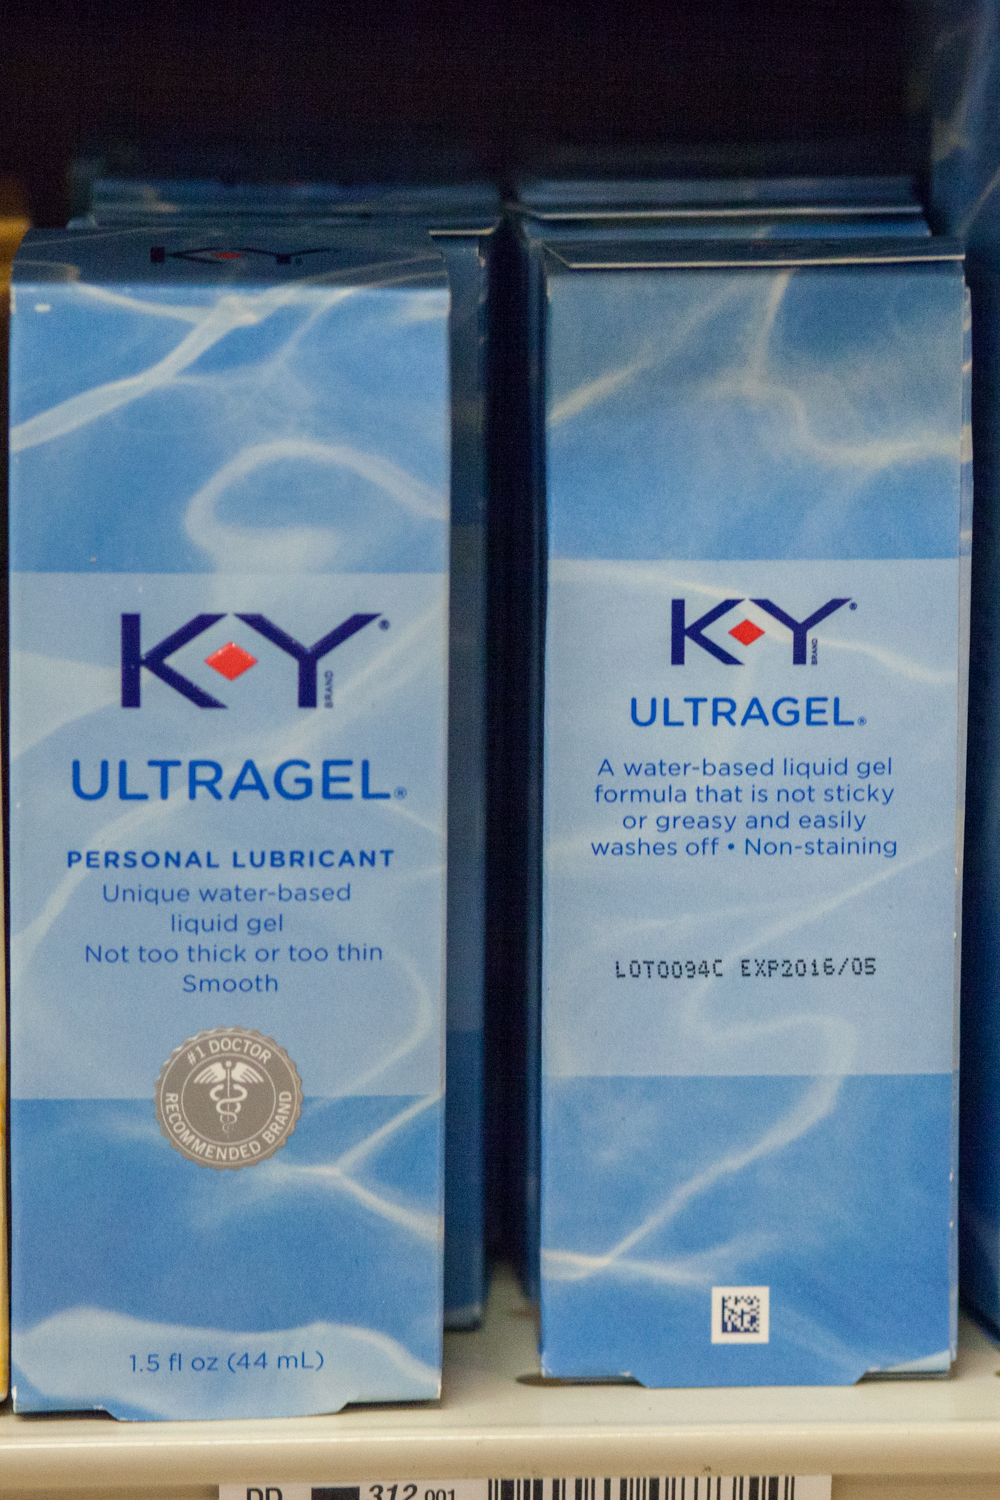 K-Y®
K-Y®
BRAND
ULTRAGEL®
PERSONAL LUBRICANT
Unique water-based
liquid gel
Not too thick or too thin
Smooth
#1 DOCTOR
RECOMMENDED BRAND
1.5 fl oz (44 mL)
K-Y®
BRAND
ULTRAGEL®
A water-based liquid gel
formula that is not sticky
or greasy and easily
washes off • Non-staining
LOT0094C EXP2016/05
DD 312 001